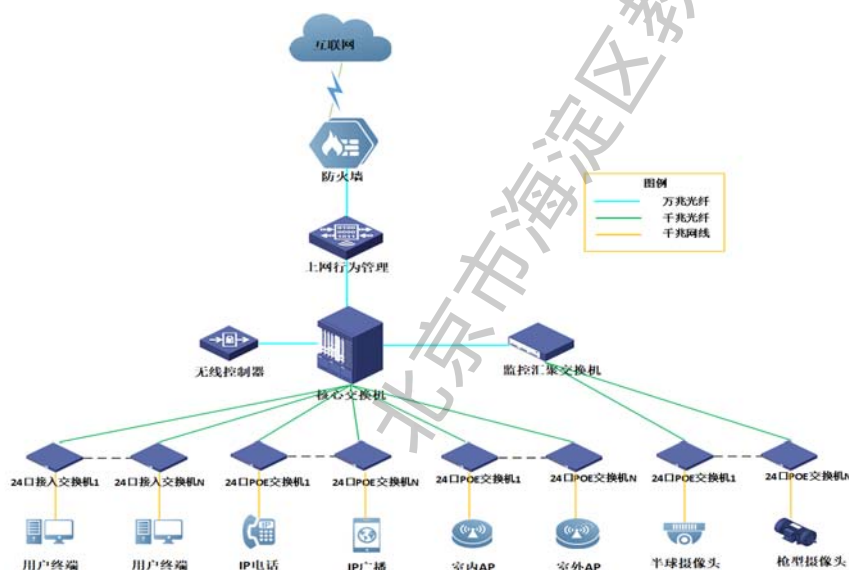 互联网
防火墙
图例
万兆光纤
千兆光纤
千兆网线
上网行为管理
无线控制器
监控汇聚交换机
核心交换机
24口接入交换机1
24口接入交换机N
24口POE交换机1
24口POE交换机N
24口POE交换机1
24口POE交换机N
24口POE交换机1
24口POE交换机N
用户终端
用户终端
IP
IP电话
IP广播
室内AP
室外AP
半球摄像头
枪型摄像头
北京市海淀区教